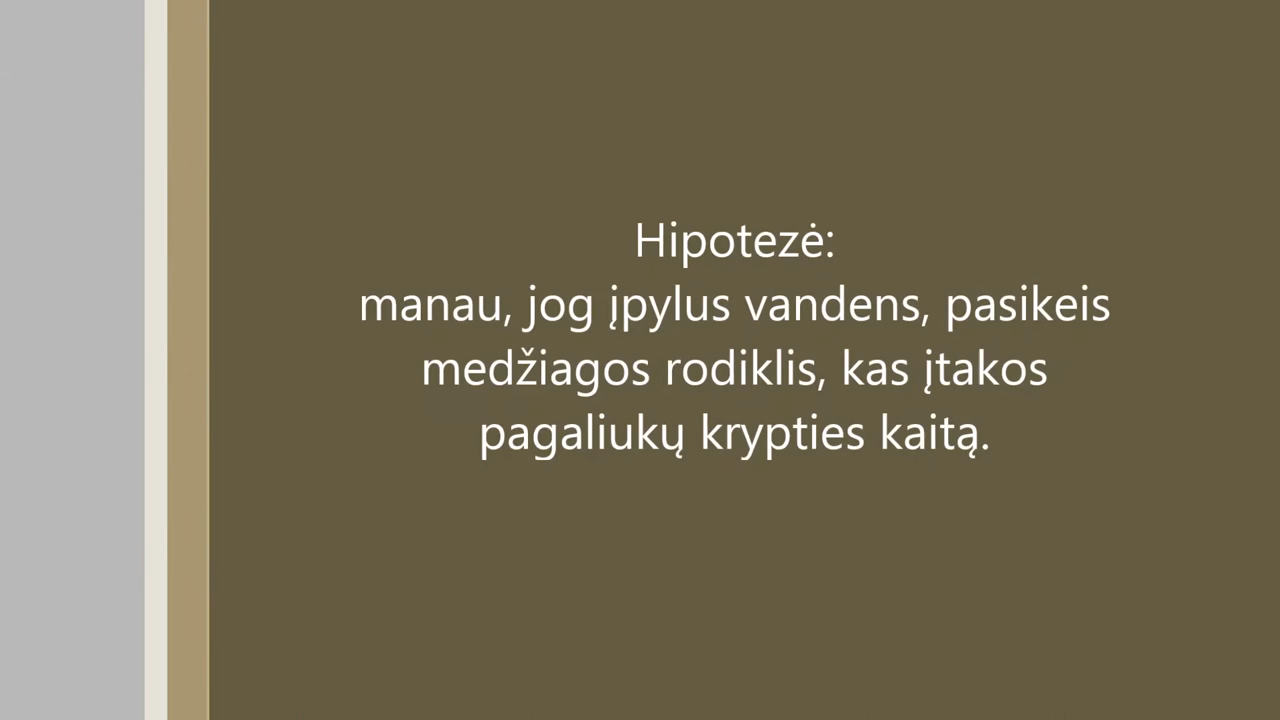 Hipotezė:
manau, jog įpylus vandens, pasikeis
medžiagos rodiklis, kas įtakos
pagaliukų krypties kaitą.